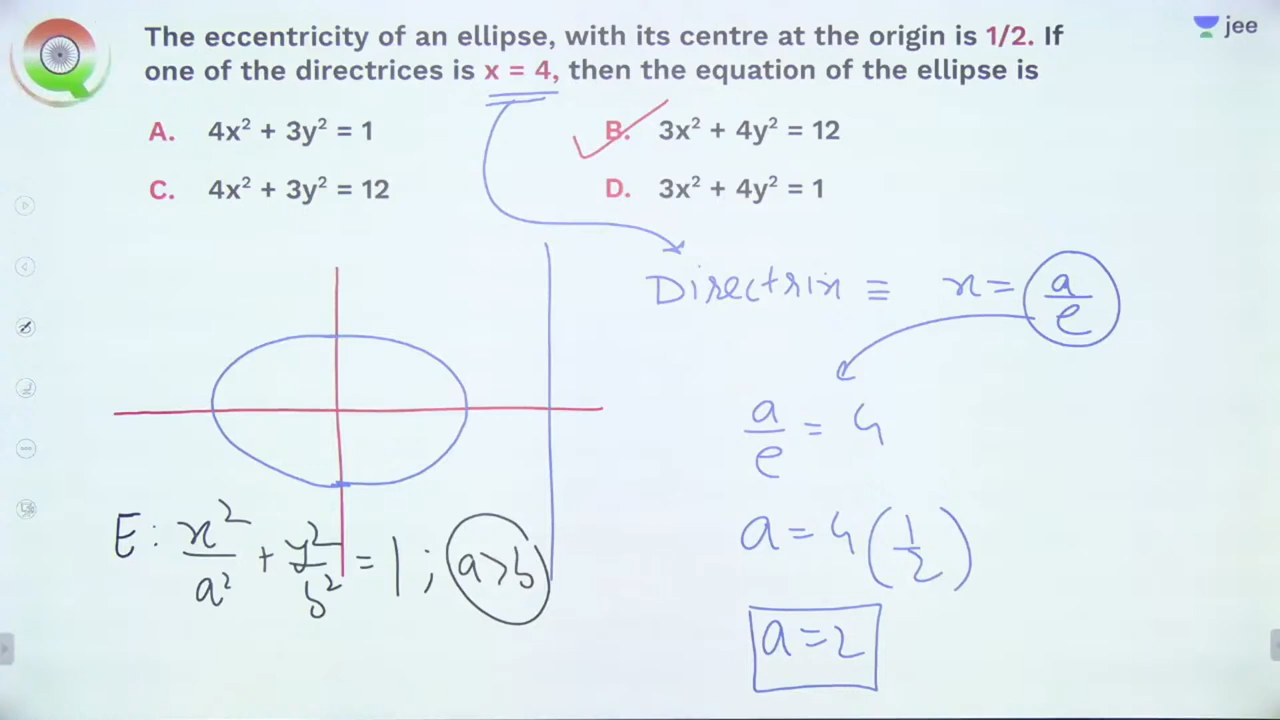 The eccentricity of an ellipse, with its centre at the origin is 1/2. If
one of the directrices is x = 4, then the equation of the ellipse is
jee
A. 4x² + 3y² = 1
B. 3x² + 4y² = 12
C. 4x² + 3y² = 12
D. 3x² + 4y² = 1
Directrix ≡ x = a/e
a/e = 4
a = 4(1/2)
a = 2
E: x²/a² + y²/b² = 1 ; a>b